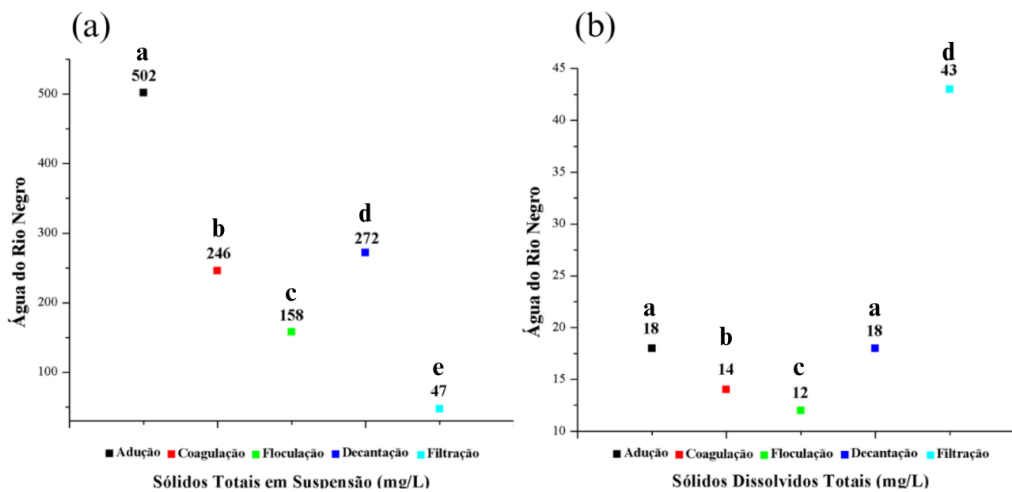 (a)
a
502
500
400
300
200
100
Água do Rio Negro
b
246
c
158
d
272
e
47
Adução Coagulação Floculação Decantação Filtração
Sólidos Totais em Suspensão (mg/L)
(b)
d
43
45
40
35
30
25
20
15
10
Água do Rio Negro
a
18
b
14
c
12
a
18
Adução Coagulação Floculação Decantação Filtração
Sólidos Dissolvidos Totais (mg/L)